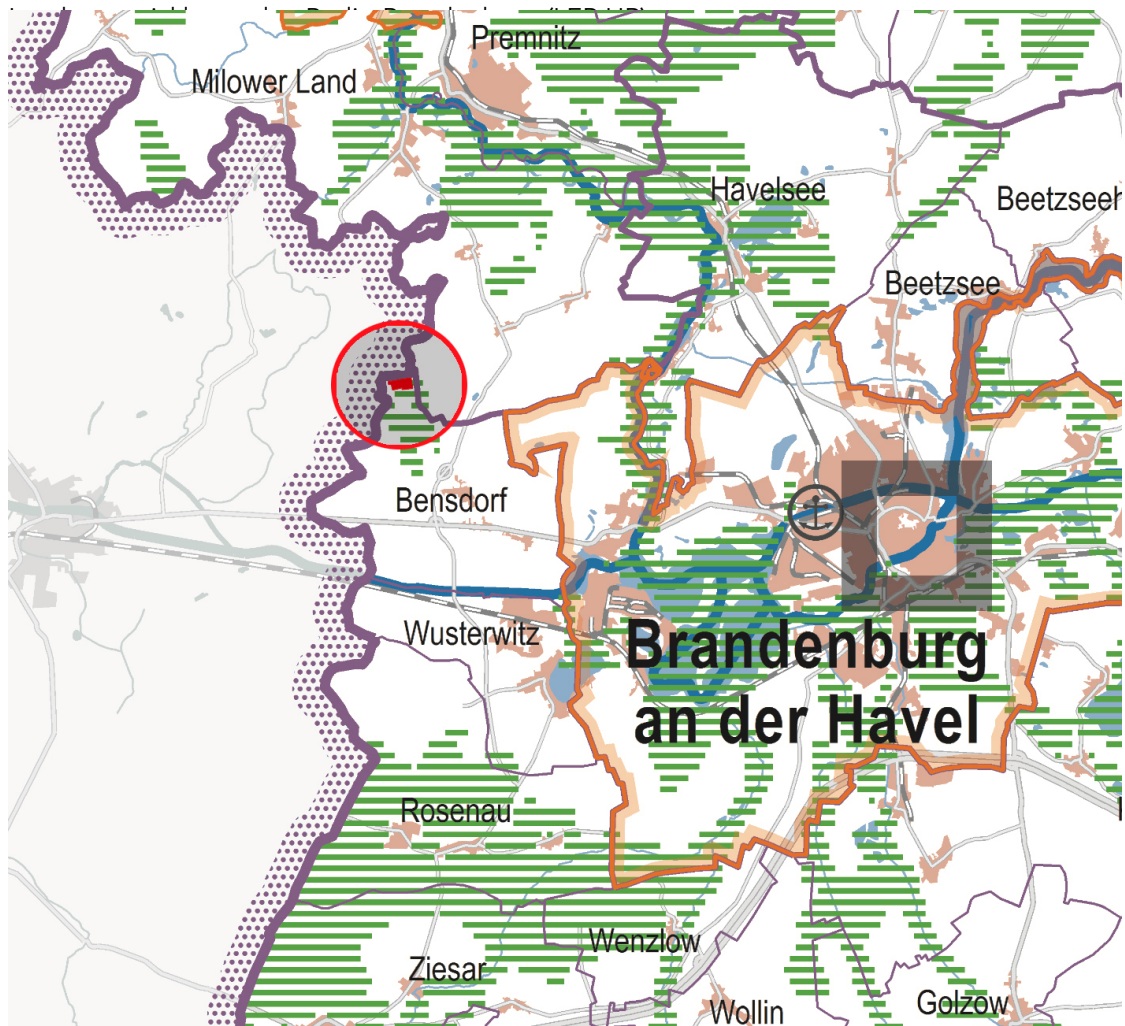 Premnitz
Milower Land
Havelsee
Beetzseeh
Beetzsee
Bensdorf
Wusterwitz
Brandenburg
an der Havel
Rosenau
Wenzlow
Ziesar
Wollin
Golzow